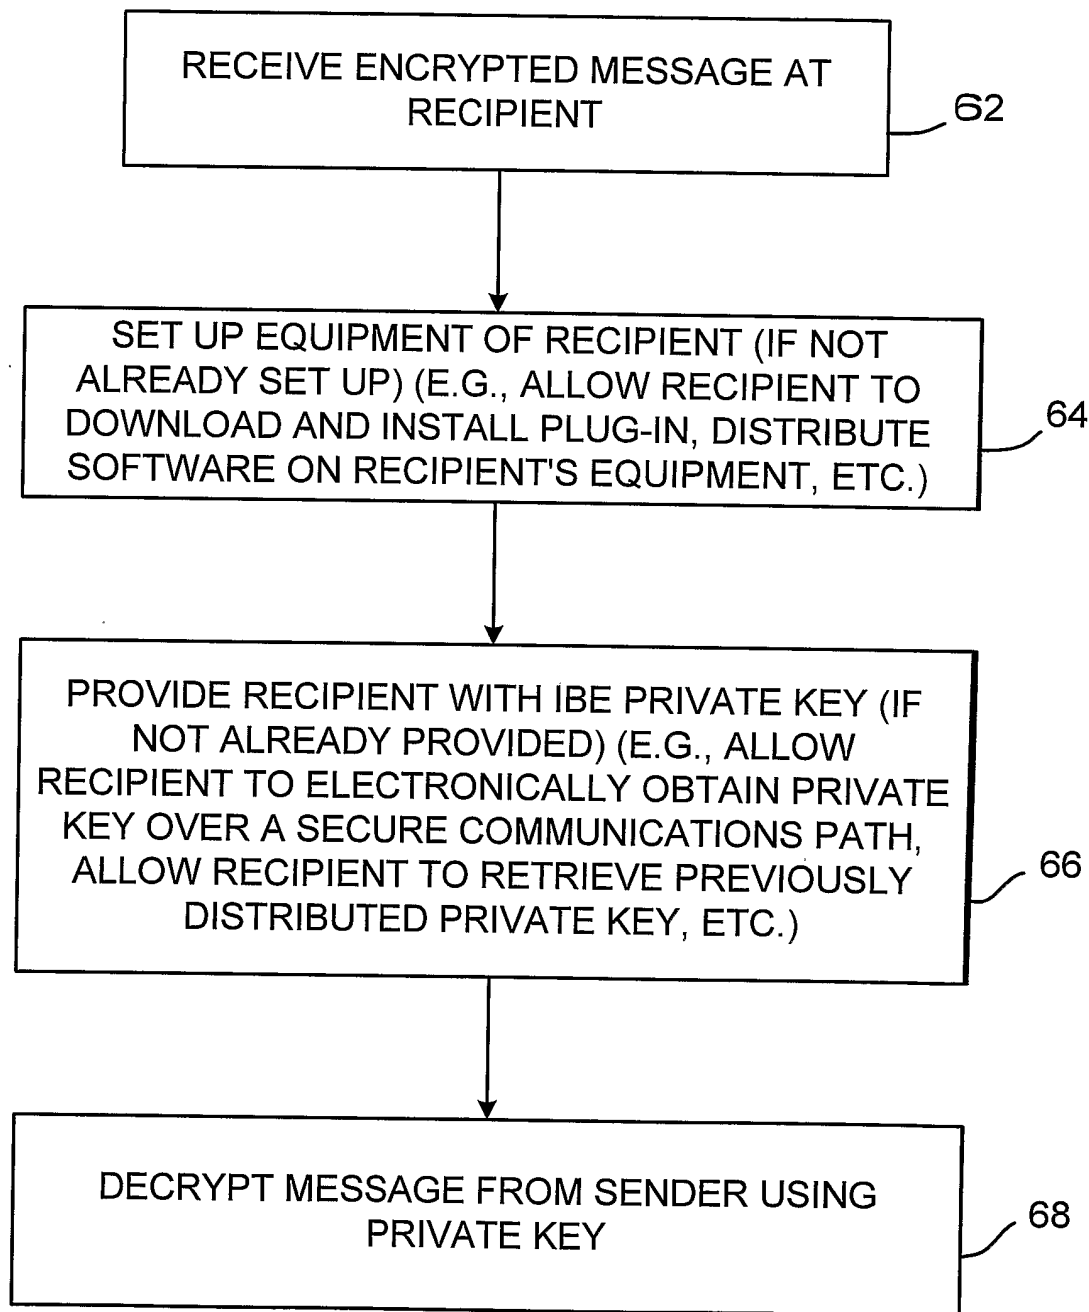 RECEIVE ENCRYPTED MESSAGE AT
RECIPIENT
62
SET UP EQUIPMENT OF RECIPIENT (IF NOT
ALREADY SET UP) (E.G., ALLOW RECIPIENT TO
DOWNLOAD AND INSTALL PLUG-IN, DISTRIBUTE
SOFTWARE ON RECIPIENT'S EQUIPMENT, ETC.)
64
PROVIDE RECIPIENT WITH IBE PRIVATE KEY (IF
NOT ALREADY PROVIDED) (E.G., ALLOW
RECIPIENT TO ELECTRONICALLY OBTAIN PRIVATE
KEY OVER A SECURE COMMUNICATIONS PATH,
ALLOW RECIPIENT TO RETRIEVE PREVIOUSLY
DISTRIBUTED PRIVATE KEY, ETC.)
66
DECRYPT MESSAGE FROM SENDER USING
PRIVATE KEY
68